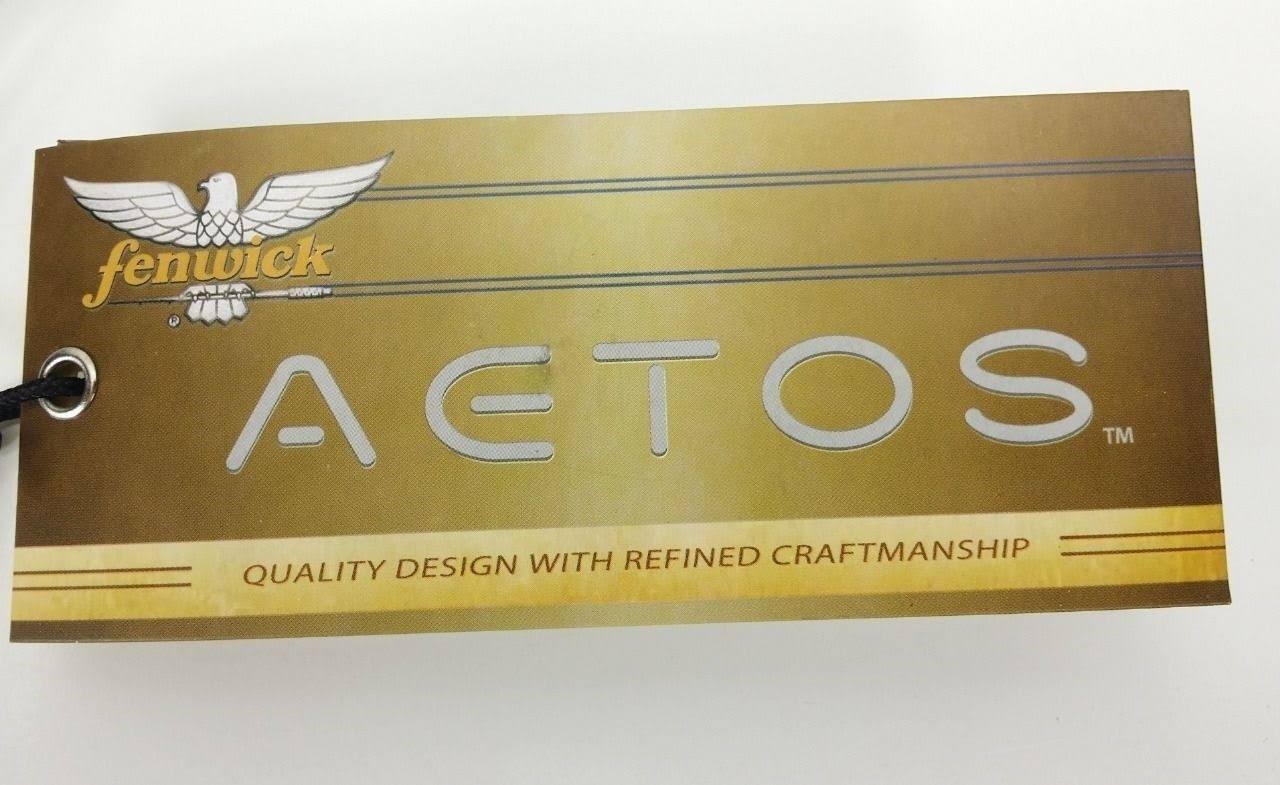 fenwick
®
AETOS™
QUALITY DESIGN WITH REFINED CRAFTMANSHIP